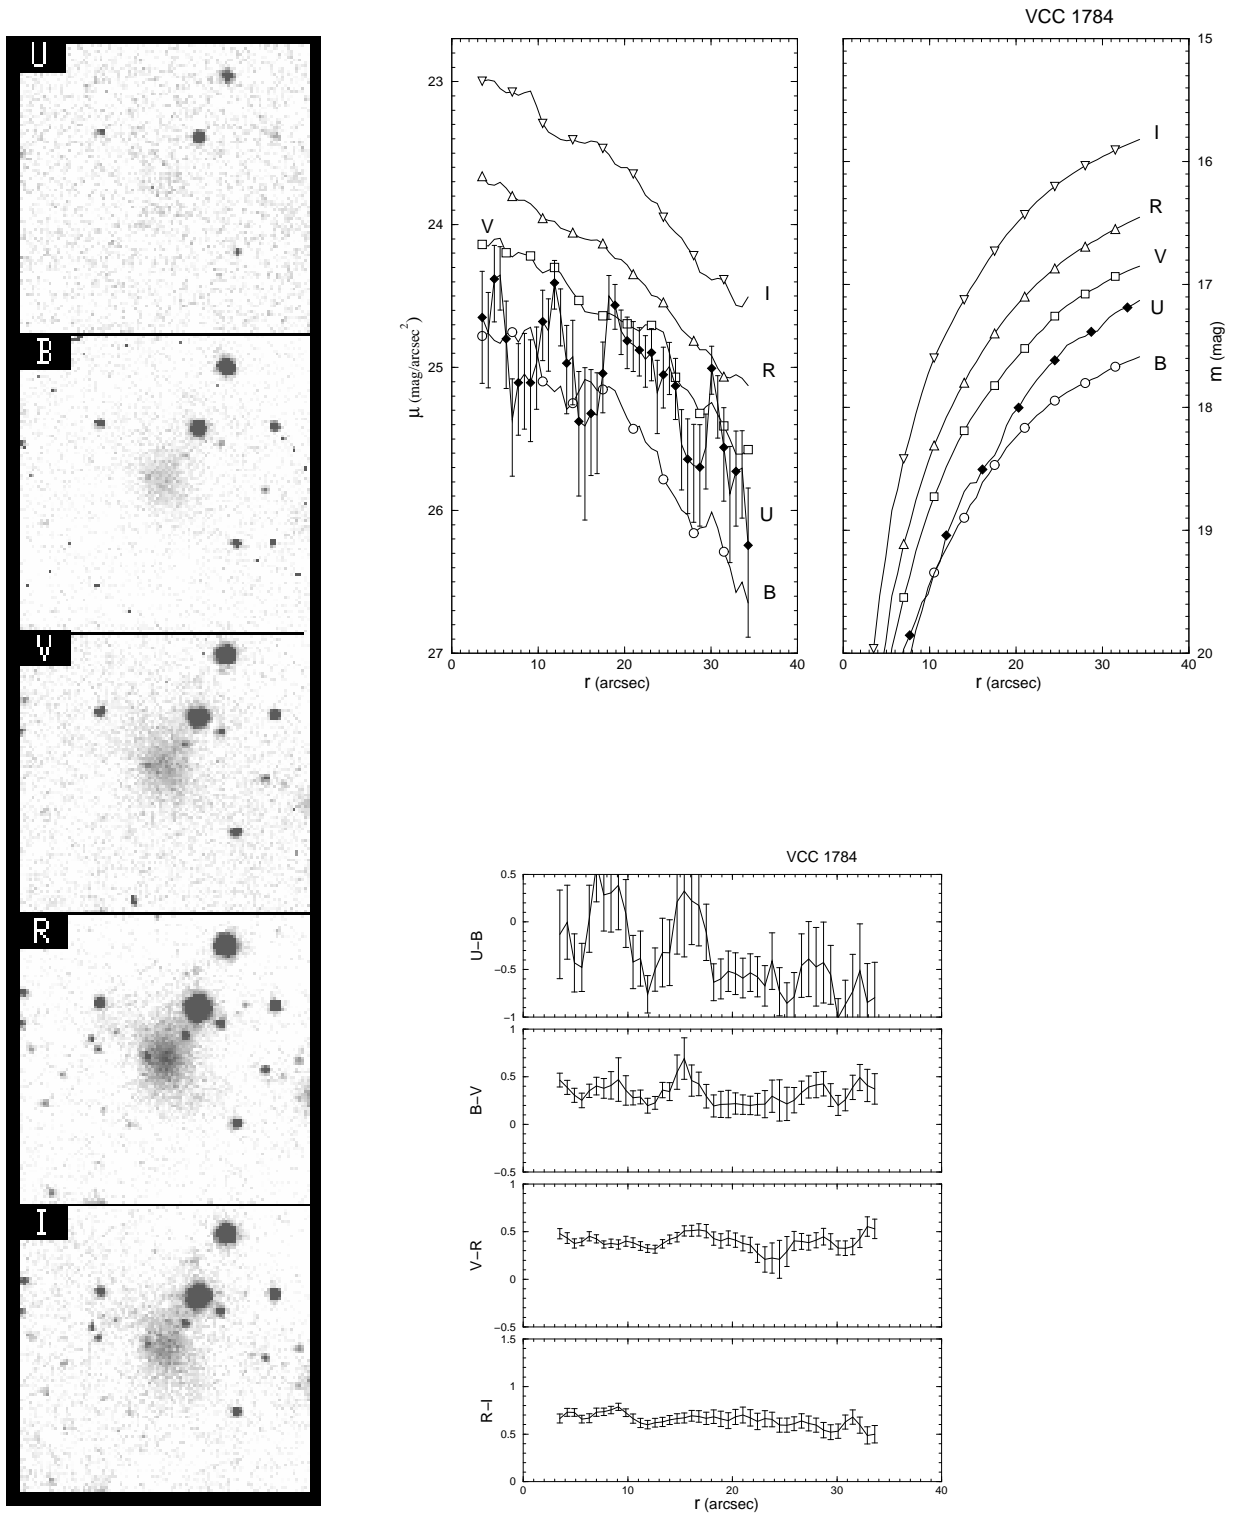 VCC 1784
U
B
V
R
I
23
24
25
26
27
μ (mag/arcsec²)
V
I
R
U
B
0
10
20
30
40
r (arcsec)
I
R
V
U
B
15
16
17
18
19
20
m (mag)
0
10
20
30
40
r (arcsec)
VCC 1784
0.5
0
−0.5
−1
U−B
1
0.5
0
−0.5
B−V
1
0.5
0
−0.5
V−R
1.5
1
0.5
0
R−I
0
10
20
30
40
r (arcsec)